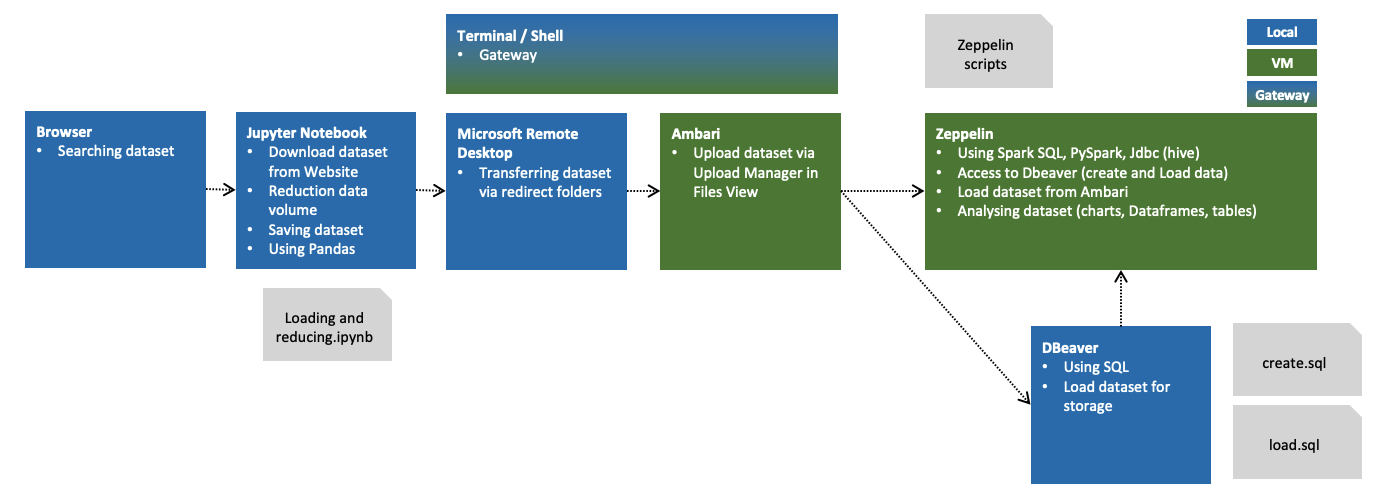 Terminal / Shell
• Gateway
Zeppelin
scripts
Local
VM
Gateway
Browser
• Searching dataset
Jupyter Notebook
• Download dataset
from Website
• Reduction data
volume
• Saving dataset
• Using Pandas
Microsoft Remote
Desktop
• Transferring dataset
via redirect folders
Ambari
• Upload dataset via
Upload Manager in
Files View
Zeppelin
• Using Spark SQL, PySpark, Jdbc (hive)
• Access to Dbeaver (create and Load data)
• Load dataset from Ambari
• Analysing dataset (charts, Dataframes, tables)
Loading and
reducing.ipynb
DBeaver
• Using SQL
• Load dataset for
storage
create.sql
load.sql